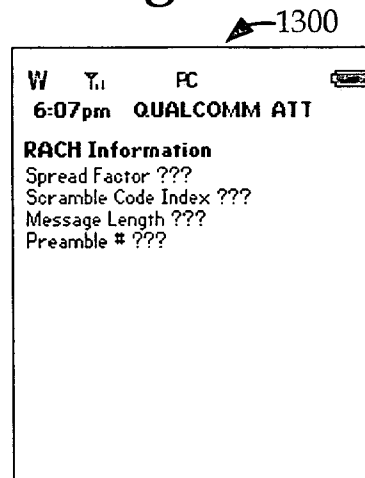 1300
W PC
6:07pm QUALCOMM ATT
RACH Information
Spread Factor ???
Scramble Code Index ???
Message Length ???
Preamble # ???